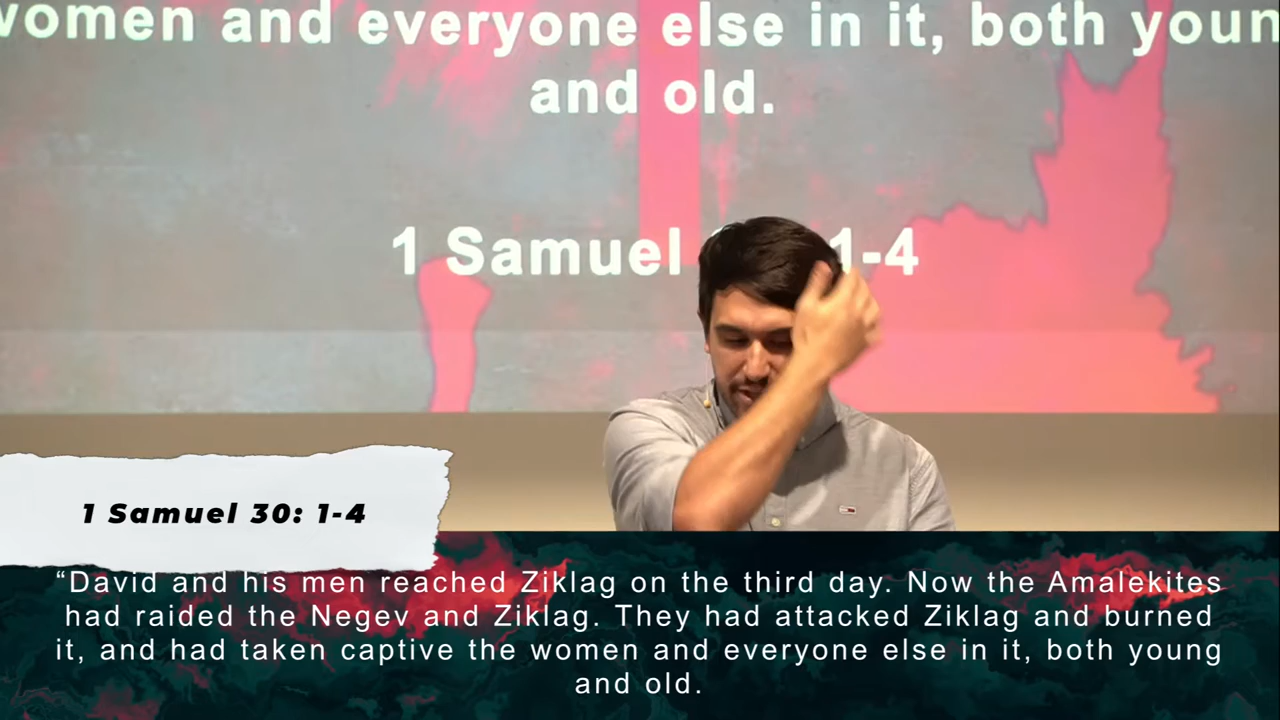 women and everyone else in it, both
and old.
1 Samuel 1-4
1 Samuel 30: 1-4
“David and his men reached Ziklag on the third day. Now the Amalekites
had raided the Negev and Ziklag. They had attacked Ziklag and burned
it, and had taken captive the women and everyone else in it, both young
and old.